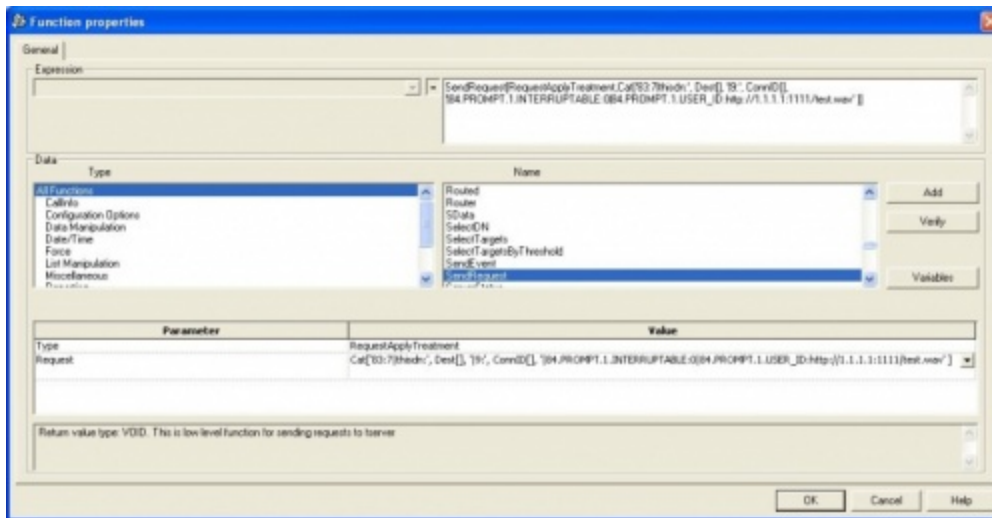 Function properties
General
Expression
= SendRequest[RequestApplyTreatment,Cat['83:7|thisdn:', Dest[], '|9:', ConnID[],
'|84.PROMPT.1.INTERRUPTABLE:0|84.PROMPT.1.USER_ID:http://1.1.1.1:1111/test.wav' ]]
Data
Type Name
All Functions
CallInfo
Configuration Options
Data Manipulation
Date/Time
Force
List Manipulation
Miscellaneous
Routed
Router
SData
SelectDN
SelectTargets
SelectTargetsByThreshold
SendEvent
SendRequest
Add
Verify
Variables
Parameter Value
Type RequestApplyTreatment
Request Cat['83:7|thisdn:', Dest[], '|9:', ConnID[], '|84.PROMPT.1.INTERRUPTABLE:0|84.PROMPT.1.USER_ID:http://1.1.1.1:1111/test.wav' ]
Return value type: VOID. This is low level function for sending requests to tserver
OK Cancel Help